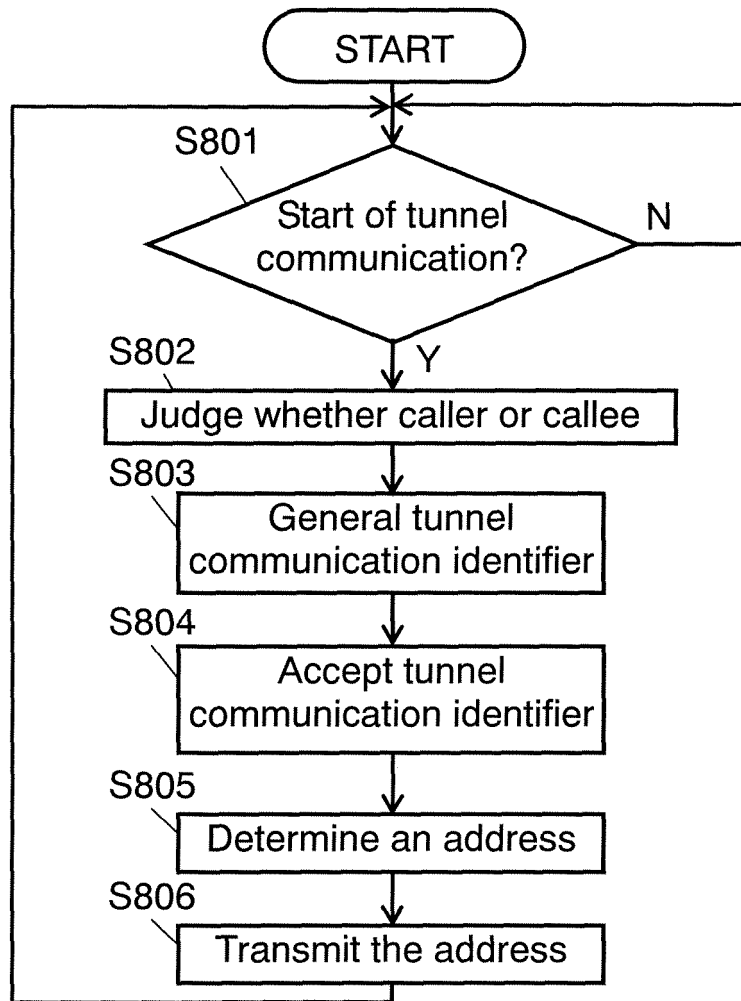 START
S801
Start of tunnel
communication?
N
Y
S802
Judge whether caller or callee
S803
General tunnel
communication identifier
S804
Accept tunnel
communication identifier
S805
Determine an address
S806
Transmit the address